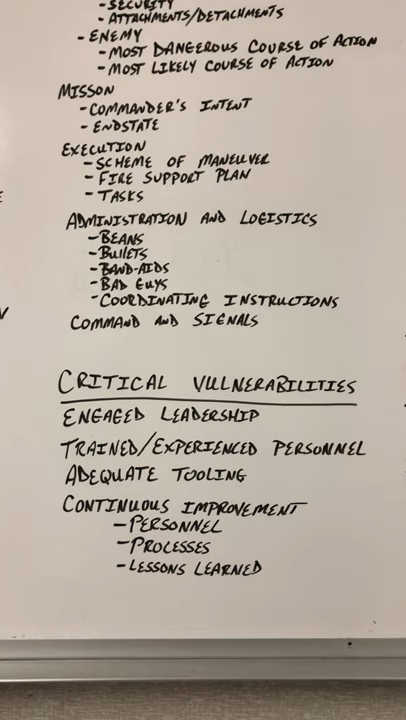 - SECURITY
- ATTACHMENTS/DETACHMENTS
- ENEMY
- MOST DANGEROUS COURSE OF ACTION
- MOST LIKELY COURSE OF ACTION
MISSON
- COMMANDER'S INTENT
- ENDSTATE
EXECUTION
- SCHEME OF MANEUVER
- FIRE SUPPORT PLAN
- TASKS
ADMINISTRATION AND LOGISTICS
- BEANS
- BULLETS
- BAND-AIDS
- BAD GUYS
- COORDINATING INSTRUCTIONS
COMMAND AND SIGNALS
CRITICAL VULNERABILITIES
ENGAGED LEADERSHIP
TRAINED/EXPERIENCED PERSONNEL
ADEQUATE TOOLING
CONTINUOUS IMPROVEMENT
- PERSONNEL
- PROCESSES
- LESSONS LEARNED